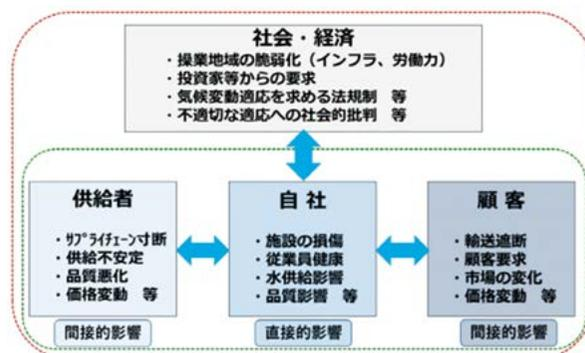 社会・経済
・操業地域の脆弱化（インフラ、労働力）
・投資家等からの要求
・気候変動適応を求める法規制　等
・不適切な適応への社会的批判　等
供給者
・ｻﾌﾟﾗｲﾁｪｰﾝ寸断
・供給不安定
・品質悪化
・価格変動　等
間接的影響
自社
・施設の損傷
・従業員健康
・水供給影響
・品質影響　等
直接的影響
顧客
・輸送遮断
・顧客要求
・市場の変化
・価格変動　等
間接的影響